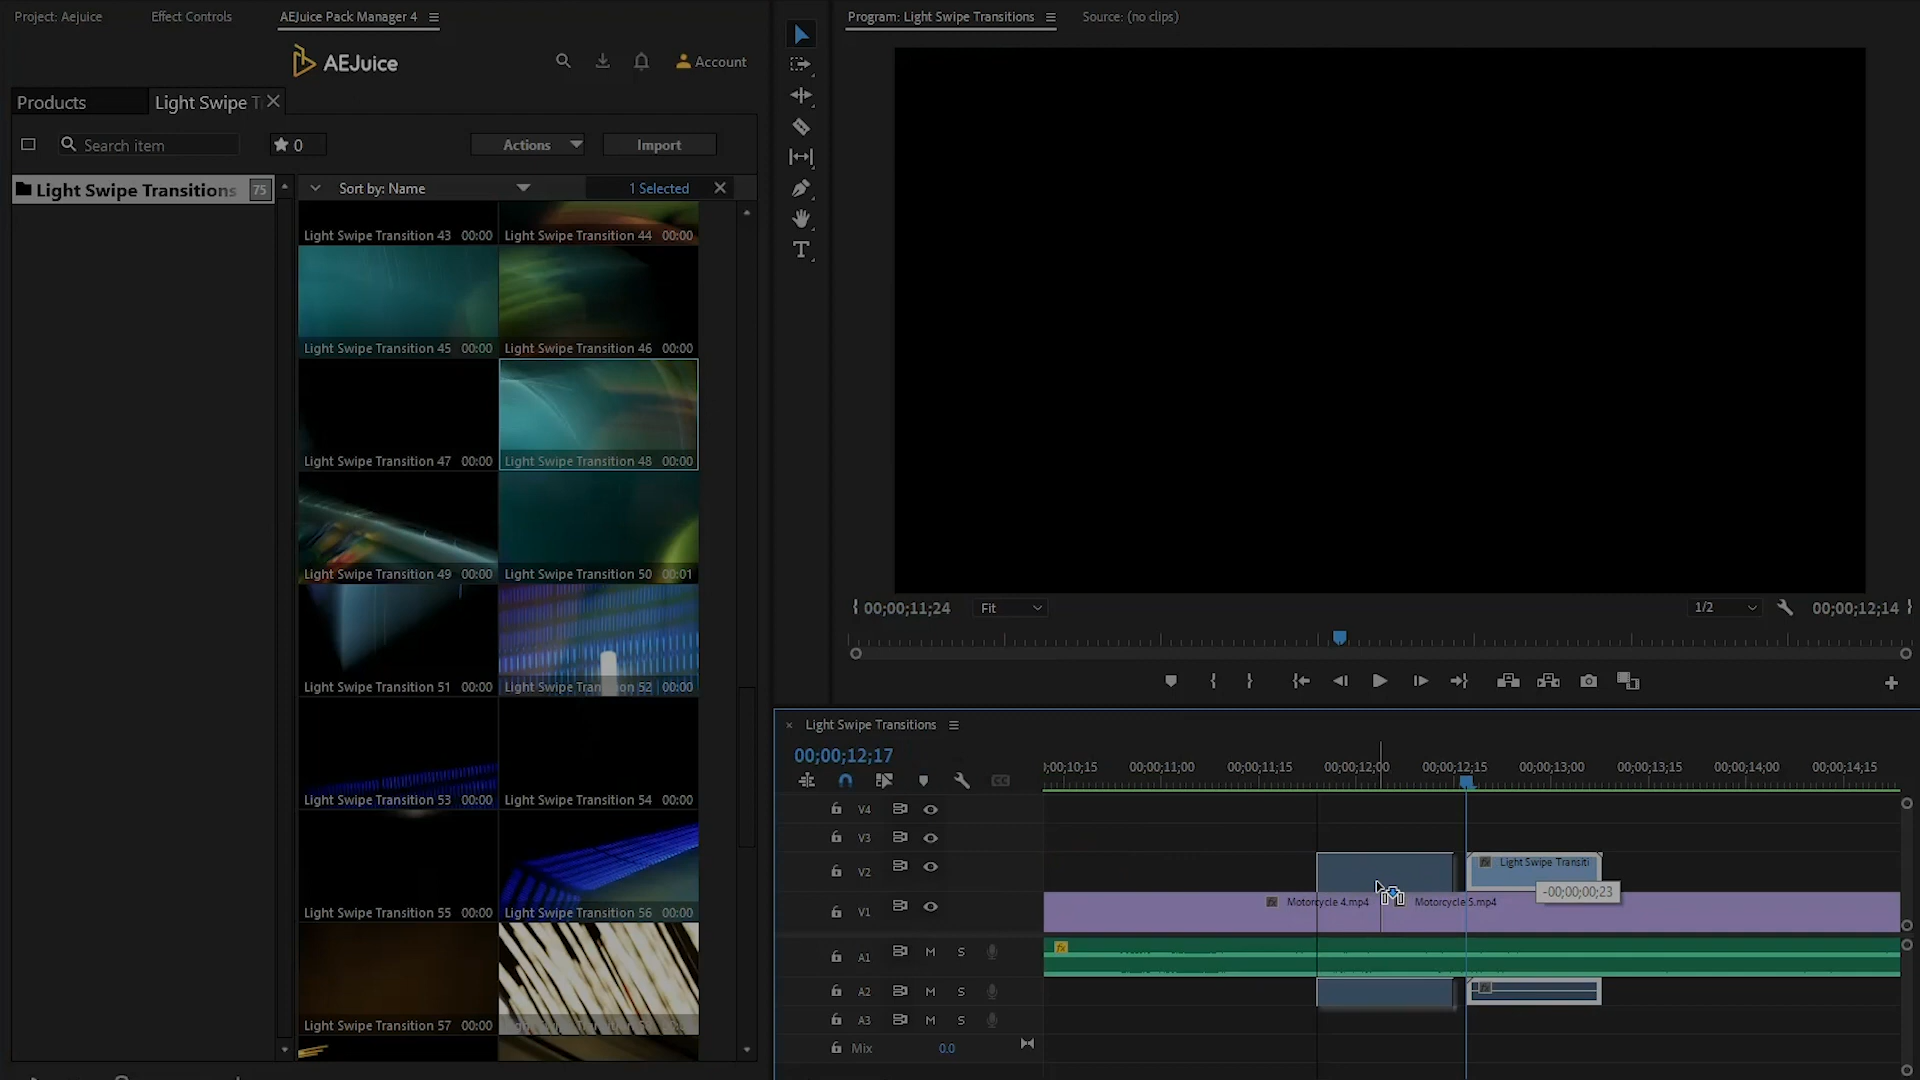 Project: Aejuice
Effect Controls
AEJuice Pack Manager 4
Program: Light Swipe Transitions
Source: (no clips)
AEJuice
Account
Products
Light Swipe T
Search item
0
Actions
Import
Light Swipe Transitions
75
Sort by: Name
1 Selected
Light Swipe Transition 43 00:00
Light Swipe Transition 44 00:00
Light Swipe Transition 45 00:00
Light Swipe Transition 46 00:00
Light Swipe Transition 47 00:00
Light Swipe Transition 48 00:00
Light Swipe Transition 49 00:00
Light Swipe Transition 50 00:01
Light Swipe Transition 51 00:00
52 00:00
Light Swipe Transition 53 00:00
Light Swipe Transition 54 00:00
Light Swipe Transition 55 00:00
Light Swipe Transition 56 00:00
Light Swipe Transition 57 00:00
T
00;00;11;24
Fit
1/2
00;00;12;14
Light Swipe Transitions
00;00;12;17
CC
00;00;11;00
00;00;11;15
00;00;12;00
00;00;12;15
00;00;13;00
00;00;13;15
00;00;14;00
00;00;14;15
V4
V3
V2
fx Light Swipe Transiti
-00;00;00;23
V1
Motorcycle 4.mp4
Motorcycle 5.mp4
A1 M S
fx
A2 M S
A3 M S
Mix 0.0